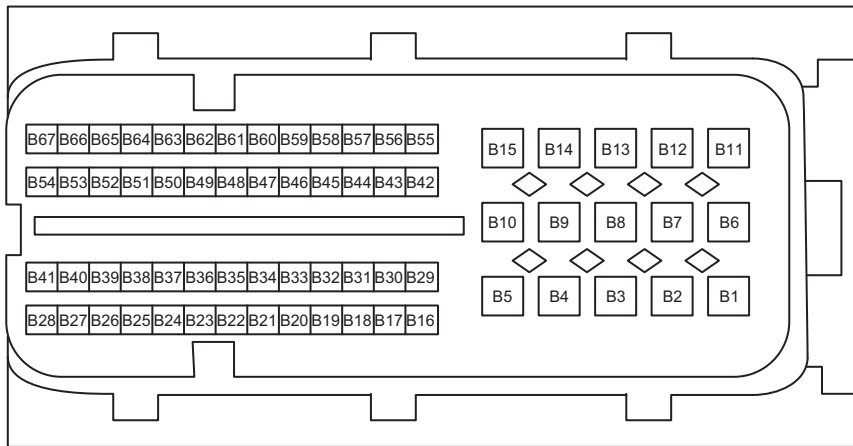 B67 B66 B65 B64 B63 B62 B61 B60 B59 B58 B57 B56 B55
B54 B53 B52 B51 B50 B49 B48 B47 B46 B45 B44 B43 B42
B41 B40 B39 B38 B37 B36 B35 B34 B33 B32 B31 B30 B29
B28 B27 B26 B25 B24 B23 B22 B21 B20 B19 B18 B17 B16
B15 B14 B13 B12 B11
B10 B9 B8 B7 B6
B5 B4 B3 B2 B1